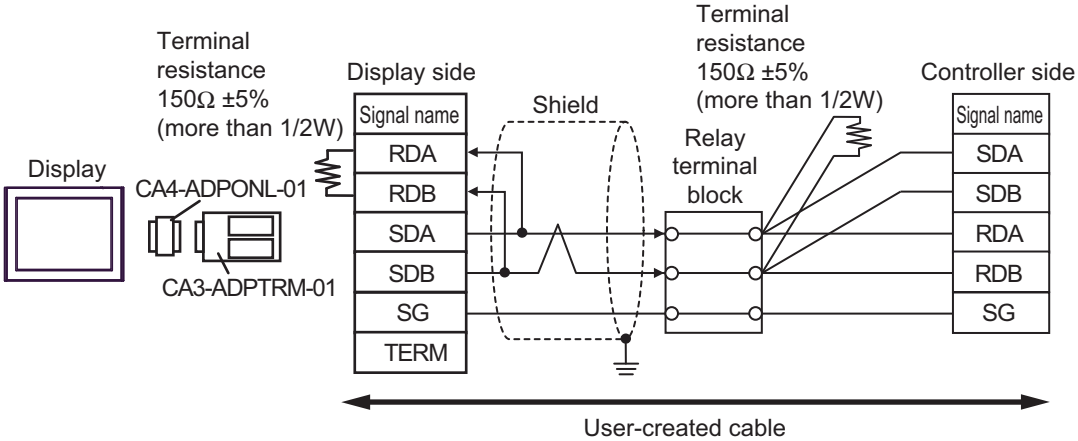 Terminal
resistance
150Ω ±5%
(more than 1/2W)
Terminal
resistance
150Ω ±5%
(more than 1/2W)
Display side
Controller side
Signal name
RDA
RDB
SDA
SDB
SG
TERM
Shield
Relay
terminal
block
Signal name
SDA
SDB
RDA
RDB
SG
Display
CA4-ADPONL-01
CA3-ADPTRM-01
User-created cable